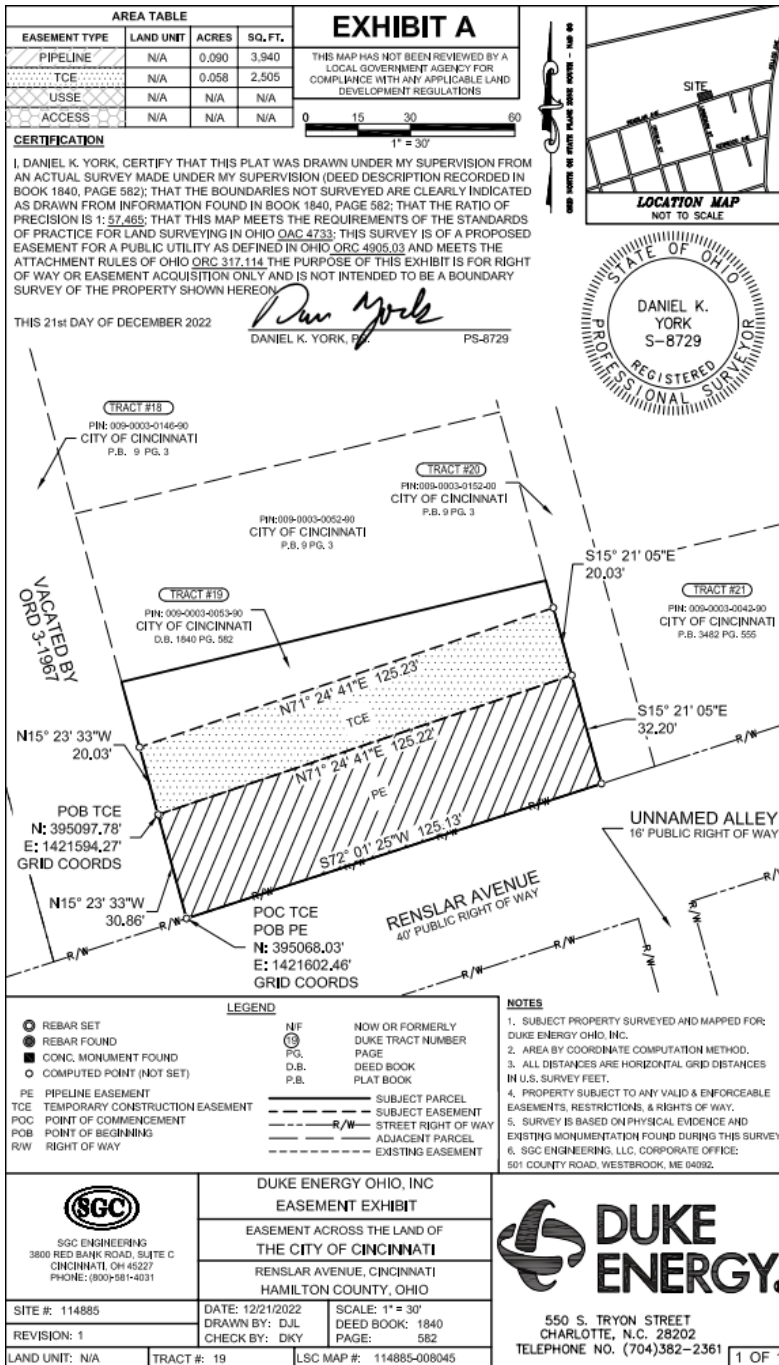 AREA TABLE
EASEMENT TYPE LAND UNIT ACRES SQ. FT.
PIPELINE N/A 0.090 3,940
TCE N/A 0.058 2,505
USSE N/A N/A N/A
ACCESS N/A N/A N/A
EXHIBIT A
THIS MAP HAS NOT BEEN REVIEWED BY A
LOCAL GOVERNMENT AGENCY FOR
COMPLIANCE WITH ANY APPLICABLE LAND
DEVELOPMENT REGULATIONS
0 15 30 60
1" = 30'
GRID NORTH OH STATE PLANE ZONE SOUTH - NAD 83
SITE
LOCATION MAP
NOT TO SCALE
CERTIFICATION
I, DANIEL K. YORK, CERTIFY THAT THIS PLAT WAS DRAWN UNDER MY SUPERVISION FROM
AN ACTUAL SURVEY MADE UNDER MY SUPERVISION (DEED DESCRIPTION RECORDED IN
BOOK 1840, PAGE 582); THAT THE BOUNDARIES NOT SURVEYED ARE CLEARLY INDICATED
AS DRAWN FROM INFORMATION FOUND IN BOOK 1840, PAGE 582; THAT THE RATIO OF
PRECISION IS 1: 57,465; THAT THIS MAP MEETS THE REQUIREMENTS OF THE STANDARDS
OF PRACTICE FOR LAND SURVEYING IN OHIO OAC 4733; THIS SURVEY IS OF A PROPOSED
EASEMENT FOR A PUBLIC UTILITY AS DEFINED IN OHIO ORC 4905.03 AND MEETS THE
ATTACHMENT RULES OF OHIO ORC 317.114 THE PURPOSE OF THIS EXHIBIT IS FOR RIGHT
OF WAY OR EASEMENT ACQUISITION ONLY AND IS NOT INTENDED TO BE A BOUNDARY
SURVEY OF THE PROPERTY SHOWN HEREON.
THIS 21st DAY OF DECEMBER 2022
Dan York
DANIEL K. YORK, PS PS-8729
STATE OF OHIO
DANIEL K.
YORK
S-8729
REGISTERED
PROFESSIONAL SURVEYOR
TRACT #18
PIN: 009-0003-0146-90
CITY OF CINCINNATI
P.B. 9 PG. 3
PIN:009-0003-0052-90
CITY OF CINCINNATI
P.B. 9 PG. 3
TRACT #20
PIN:009-0003-0152-00
CITY OF CINCINNATI
P.B. 9 PG. 3
S15° 21' 05"E
20.03'
TRACT #19
PIN: 009-0003-0053-90
CITY OF CINCINNATI
D.B. 1840 PG. 582
TRACT #21
PIN: 009-0003-0042-90
CITY OF CINCINNATI
P.B. 3482 PG. 555
VACATED BY
ORD 3-1967
N71° 24' 41"E 125.23'
TCE
N71° 24' 41"E 125.22'
PE
S72° 01' 25"W 125.13'
S15° 21' 05"E
32.20'
N15° 23' 33"W
20.03'
POB TCE
N: 395097.78'
E: 1421594.27'
GRID COORDS
N15° 23' 33"W
30.86'
POC TCE
POB PE
N: 395068.03'
E: 1421602.46'
GRID COORDS
UNNAMED ALLEY
16' PUBLIC RIGHT OF WAY
RENSLAR AVENUE
40' PUBLIC RIGHT OF WAY
R/W
R/W
R/W
R/W
R/W
R/W
R/W
R/W
R/W
R/W
R/W
R/W
LEGEND
REBAR SET
REBAR FOUND
CONC. MONUMENT FOUND
COMPUTED POINT (NOT SET)
PE PIPELINE EASEMENT
TCE TEMPORARY CONSTRUCTION EASEMENT
POC POINT OF COMMENCEMENT
POB POINT OF BEGINNING
R/W RIGHT OF WAY
N/F NOW OR FORMERLY
19 DUKE TRACT NUMBER
PG. PAGE
D.B. DEED BOOK
P.B. PLAT BOOK
SUBJECT PARCEL
SUBJECT EASEMENT
R/W STREET RIGHT OF WAY
ADJACENT PARCEL
EXISTING EASEMENT
NOTES
1. SUBJECT PROPERTY SURVEYED AND MAPPED FOR:
DUKE ENERGY OHIO, INC.
2. AREA BY COORDINATE COMPUTATION METHOD.
3. ALL DISTANCES ARE HORIZONTAL GRID DISTANCES
IN U.S. SURVEY FEET.
4. PROPERTY SUBJECT TO ANY VALID & ENFORCEABLE
EASEMENTS, RESTRICTIONS, & RIGHTS OF WAY.
5. SURVEY IS BASED ON PHYSICAL EVIDENCE AND
EXISTING MONUMENTATION FOUND DURING THIS SURVEY
6. SGC ENGINEERING, LLC, CORPORATE OFFICE:
501 COUNTY ROAD, WESTBROOK, ME 04092.
SGC
SGC ENGINEERING
3800 RED BANK ROAD, SUITE C
CINCINNATI, OH 45227
PHONE: (800)-581-4031
DUKE ENERGY OHIO, INC
EASEMENT EXHIBIT
EASEMENT ACROSS THE LAND OF
THE CITY OF CINCINNATI
RENSLAR AVENUE, CINCINNATI
HAMILTON COUNTY, OHIO
SITE #: 114885
REVISION: 1
DATE: 12/21/2022
DRAWN BY: DJL
CHECK BY: DKY
SCALE: 1" = 30'
DEED BOOK: 1840
PAGE: 582
LAND UNIT: N/A TRACT #: 19 LSC MAP #: 114885-008045
DUKE
ENERGY
550 S. TRYON STREET
CHARLOTTE, N.C. 28202
TELEPHONE NO. (704)382-2361
1 OF